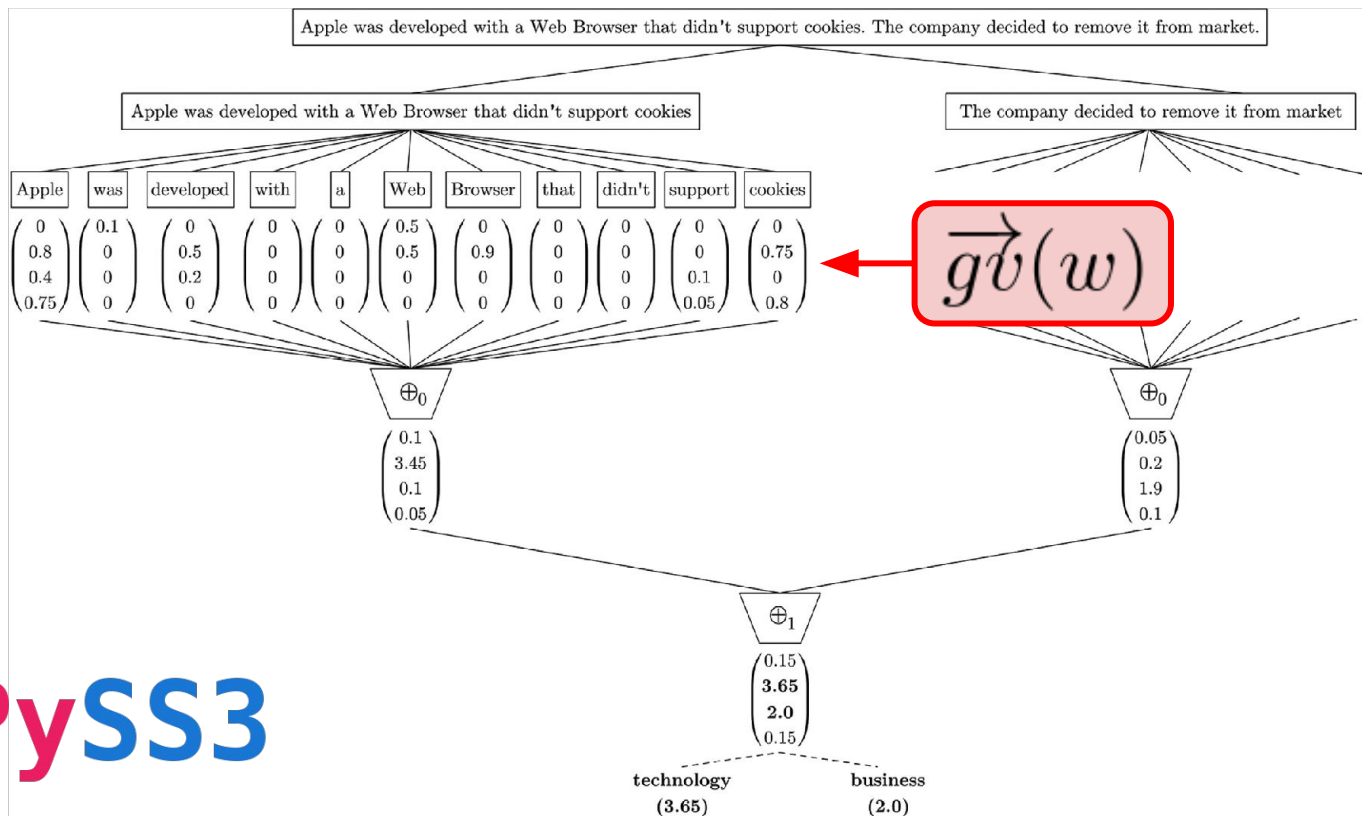 Apple was developed with a Web Browser that didn't support cookies. The company decided to remove it from market.
Apple was developed with a Web Browser that didn't support cookies
The company decided to remove it from market
Apple was developed with a Web Browser that didn't support cookies
0 0.1 0 0 0 0.5 0 0 0 0 0
0.8 0 0.5 0 0 0.5 0.9 0 0 0 0.75
0.4 0 0.2 0 0 0 0 0 0 0.1 0
0.75 0 0 0 0 0 0 0 0 0.05 0.8
gv(w)
⊕0
⊕0
0.1
3.45
0.1
0.05
0.05
0.2
1.9
0.1
⊕1
0.15
3.65
2.0
0.15
PySS3
technology
(3.65)
business
(2.0)